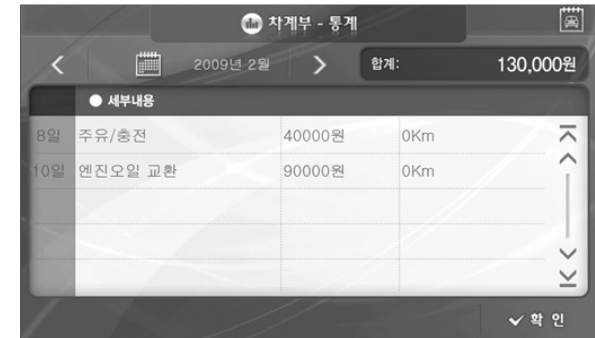 차계부 - 통계
2009년 2월 합계: 130,000원
세부내용
8일 주유/충전 40000원 0Km
10일 엔진오일 교환 90000원 0Km
확 인